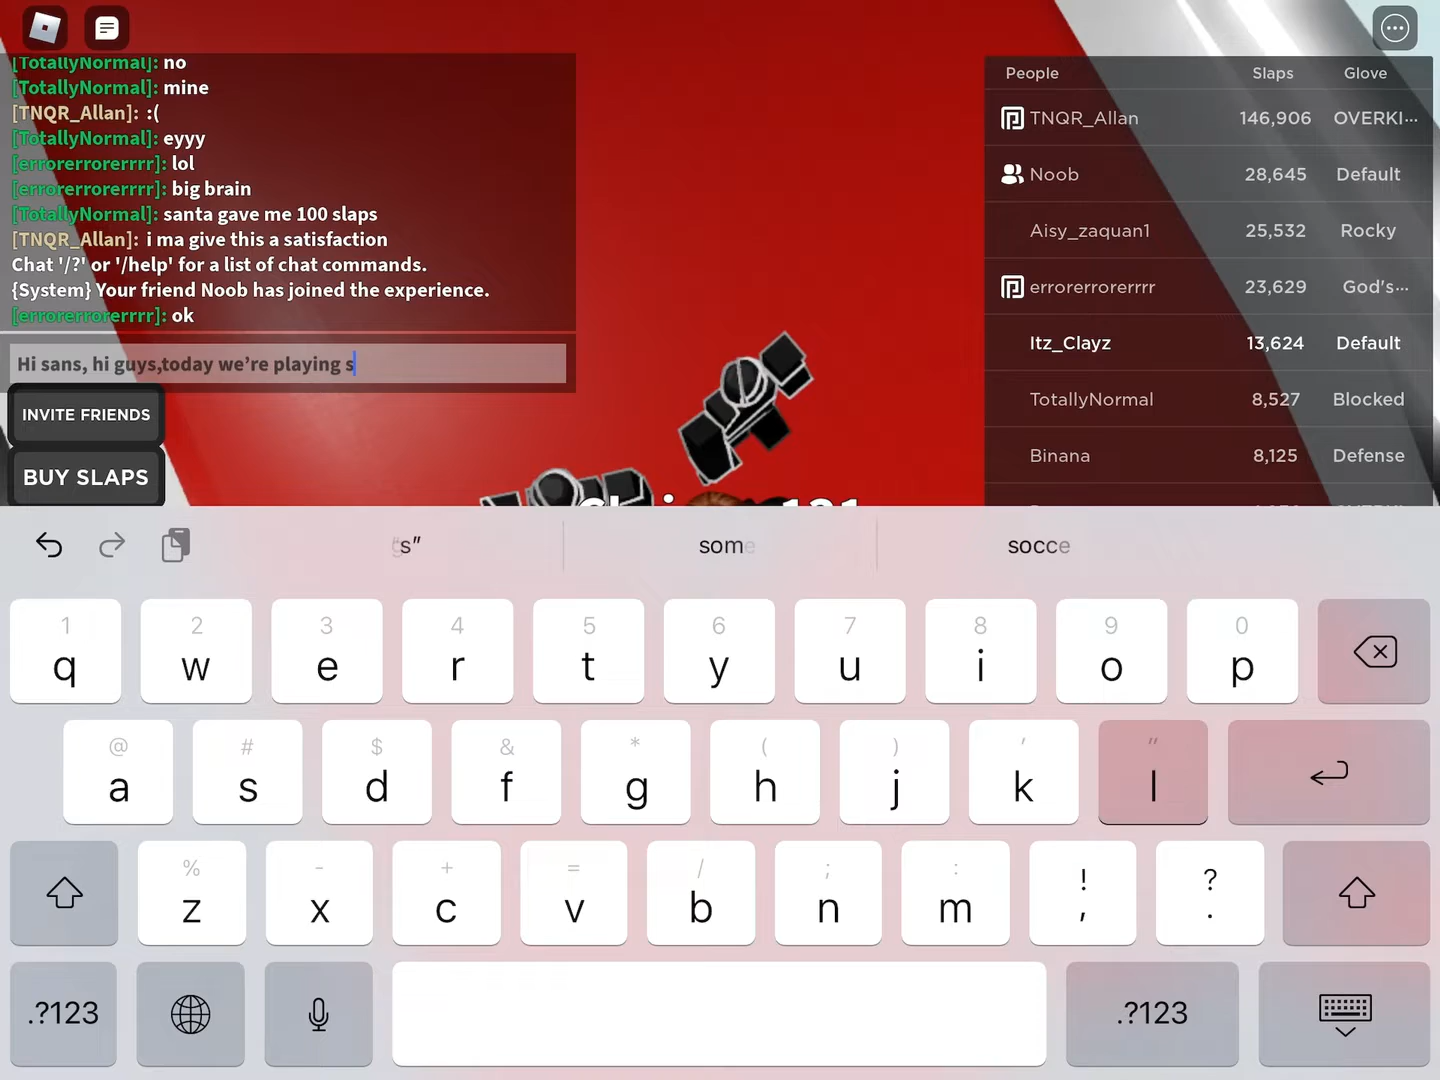 [TotallyNormal]: no
[TotallyNormal]: mine
[TNQR_Allan]: :(
[TotallyNormal]: eyyy
[errorerrorerrrr]: lol
[errorerrorerrrr]: big brain
[TotallyNormal]: santa gave me 100 slaps
[TNQR_Allan]: i ma give this a satisfaction
Chat '/?' or '/help' for a list of chat commands.
{System} Your friend Noob has joined the experience.
[errorerrorerrrr]: ok
Hi sans, hi guys,today we're playing s
INVITE FRIENDS
BUY SLAPS
People Slaps Glove
TNQR_Allan 146,906 OVERKI...
Noob 28,645 Default
Aisy_zaquan1 25,532 Rocky
errorerrorerrrr 23,629 God's...
Itz_Clayz 13,624 Default
TotallyNormal 8,527 Blocked
Binana 8,125 Defense
"s" some socce
1 2 3 4 5 6 7 8 9 0
q w e r t y u i o p
@ # $ & * ( ) ' "
a s d f g h j k l
% - + = / ; : ! ?
z x c v b n m , .
.?123 .?123